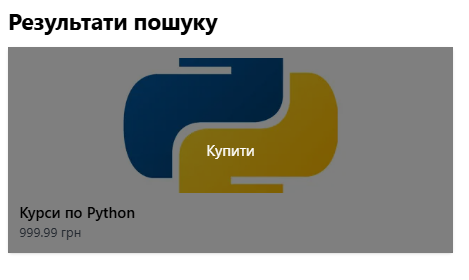 Результати пошуку
Купити
Курси по Python
999.99 грн